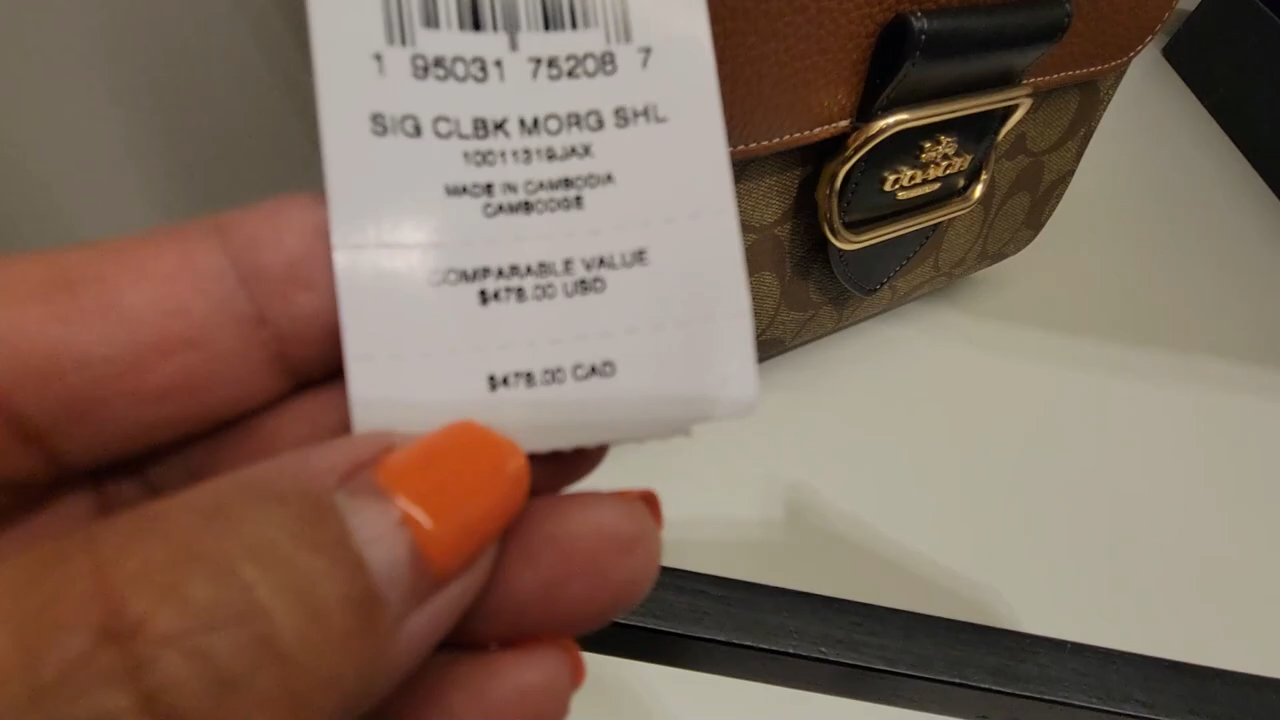 1 95031 75208 7
SIG CLBK MORG SHL
MADE IN CAMBODIA
CAMBODGE
COMPARABLE VALUE
$478.00 USD
$478.00 CAD
COACH